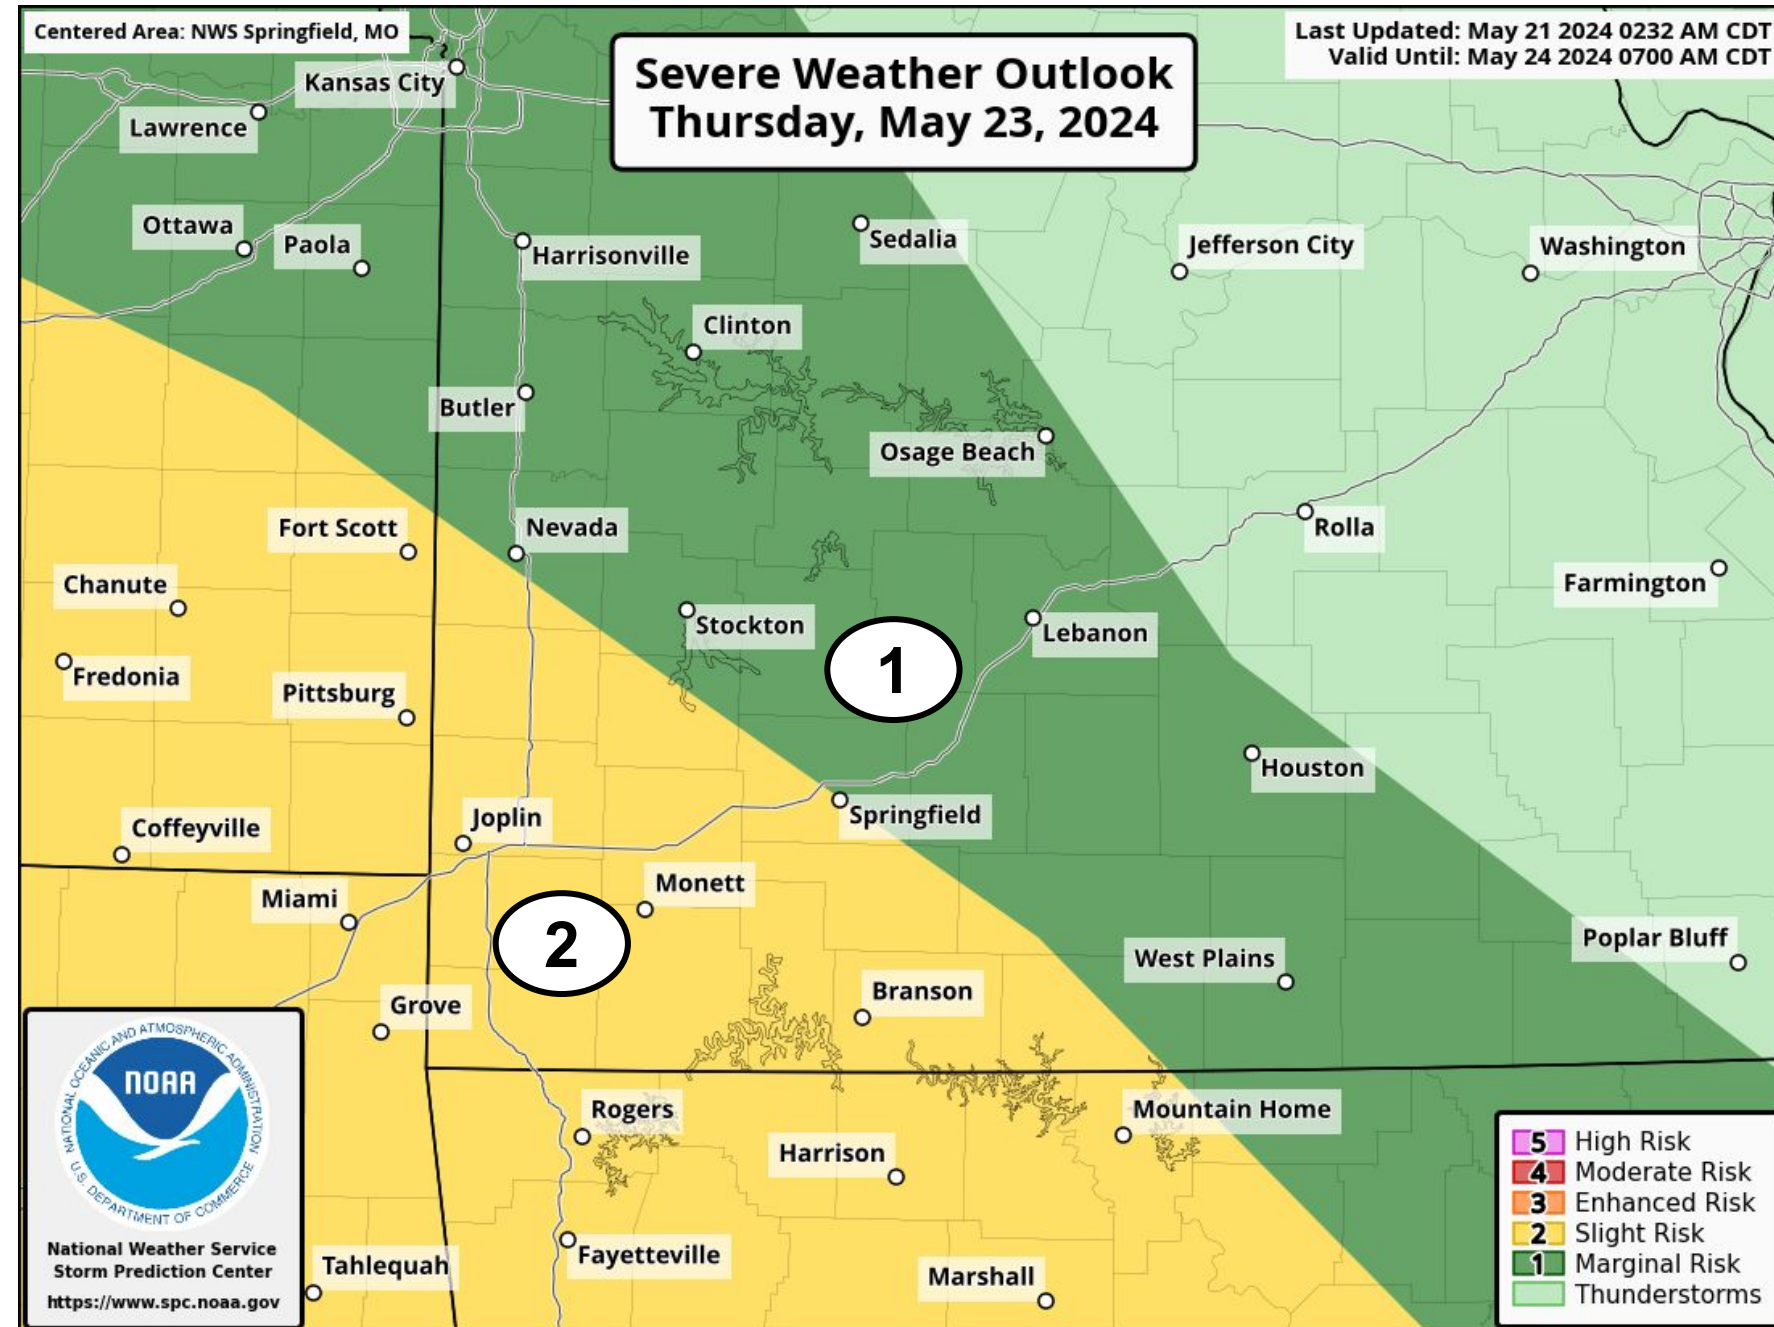 Centered Area: NWS Springfield, MO
Last Updated: May 21 2024 0232 AM CDT
Valid Until: May 24 2024 0700 AM CDT
Severe Weather Outlook
Thursday, May 23, 2024
Kansas City
Lawrence
Ottawa
Paola
Harrisonville
Sedalia
Jefferson City
Washington
Clinton
Butler
Osage Beach
Fort Scott
Nevada
Rolla
Chanute
Farmington
Stockton
Lebanon
1
Fredonia
Pittsburg
Houston
Coffeyville
Joplin
Springfield
Miami
Monett
2
Poplar Bluff
West Plains
Grove
Branson
Rogers
Mountain Home
Harrison
Fayetteville
Tahlequah
Marshall
NATIONAL OCEANIC AND ATMOSPHERIC ADMINISTRATION
NOAA
U.S. DEPARTMENT OF COMMERCE
National Weather Service
Storm Prediction Center
https://www.spc.noaa.gov
5 High Risk
4 Moderate Risk
3 Enhanced Risk
2 Slight Risk
1 Marginal Risk
Thunderstorms